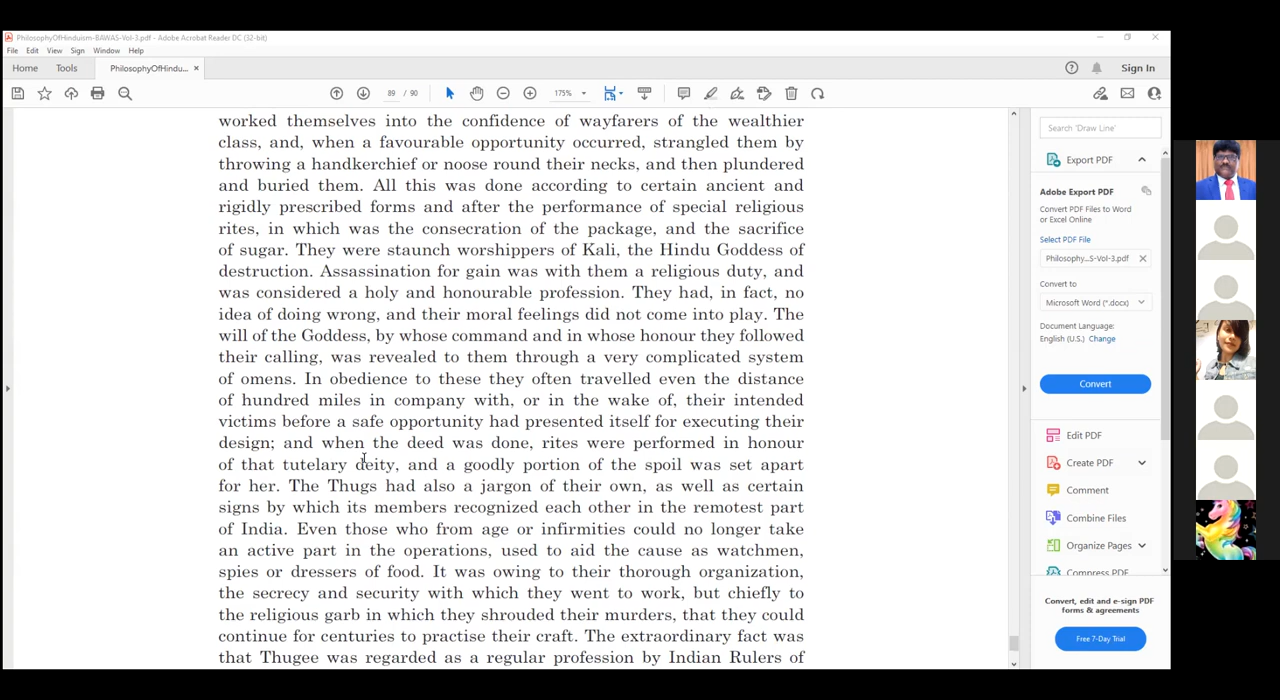 PhilosophyOfHinduism-BAWAS-Vol-3.pdf - Adobe Acrobat Reader DC (32-bit)
File Edit View Sign Window Help
Home Tools PhilosophyOfHindu... × Sign In
89 / 90 175%
worked themselves into the confidence of wayfarers of the wealthier
class, and, when a favourable opportunity occurred, strangled them by
throwing a handkerchief or noose round their necks, and then plundered
and buried them. All this was done according to certain ancient and
rigidly prescribed forms and after the performance of special religious
rites, in which was the consecration of the package, and the sacrifice
of sugar. They were staunch worshippers of Kali, the Hindu Goddess of
destruction. Assassination for gain was with them a religious duty, and
was considered a holy and honourable profession. They had, in fact, no
idea of doing wrong, and their moral feelings did not come into play. The
will of the Goddess, by whose command and in whose honour they followed
their calling, was revealed to them through a very complicated system
of omens. In obedience to these they often travelled even the distance
of hundred miles in company with, or in the wake of, their intended
victims before a safe opportunity had presented itself for executing their
design; and when the deed was done, rites were performed in honour
of that tutelary deity, and a goodly portion of the spoil was set apart
for her. The Thugs had also a jargon of their own, as well as certain
signs by which its members recognized each other in the remotest part
of India. Even those who from age or infirmities could no longer take
an active part in the operations, used to aid the cause as watchmen,
spies or dressers of food. It was owing to their thorough organization,
the secrecy and security with which they went to work, but chiefly to
the religious garb in which they shrouded their murders, that they could
continue for centuries to practise their craft. The extraordinary fact was
that Thugee was regarded as a regular profession by Indian Rulers of
Search 'Draw Line'
Export PDF
Adobe Export PDF
Convert PDF Files to Word
or Excel Online
Select PDF File
Philosophy...S-Vol-3.pdf
Convert to
Microsoft Word (*.docx)
Document Language:
English (U.S.) Change
Convert
Edit PDF
Create PDF
Comment
Combine Files
Organize Pages
Compress PDF
Convert, edit and e-sign PDF
forms & agreements
Free 7-Day Trial